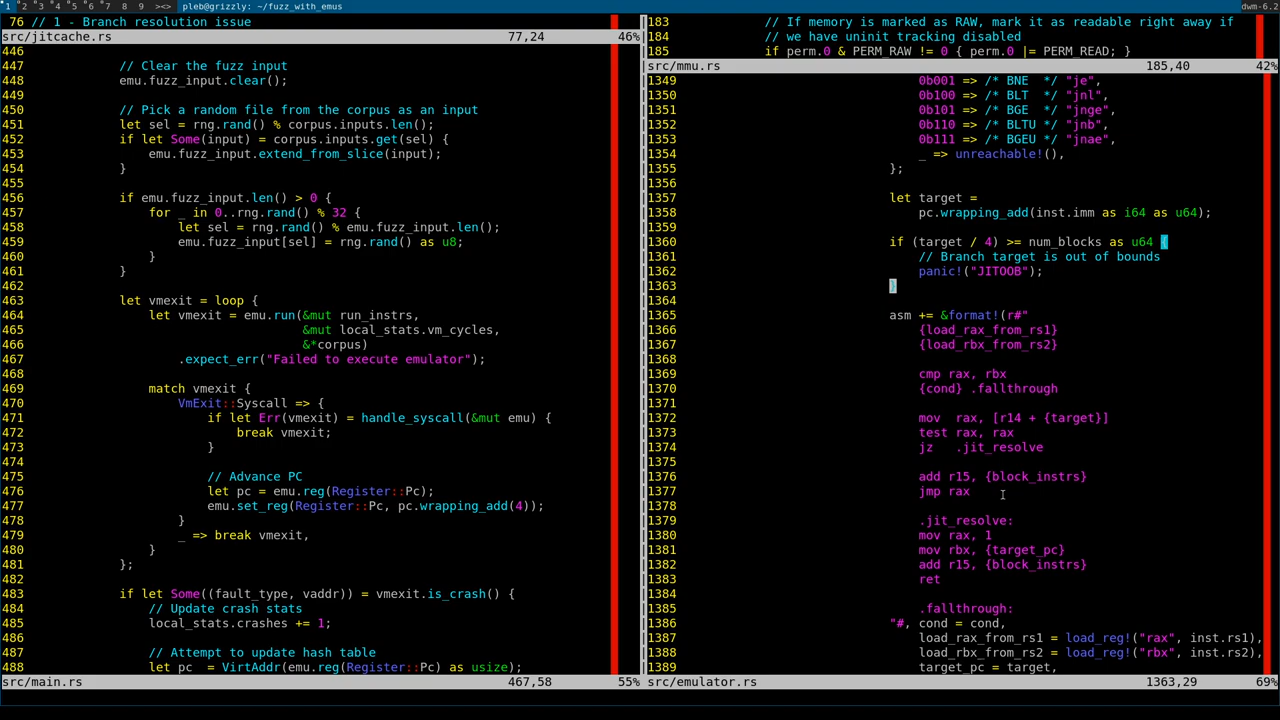 1 2 3 4 5 6 7 8 9 ><> pleb@grizzly: ~/fuzz_with_emus dwm-6.2
76 // 1 - Branch resolution issue
src/jitcache.rs 77,24 46%
446
447 // Clear the fuzz input
448 emu.fuzz_input.clear();
449
450 // Pick a random file from the corpus as an input
451 let sel = rng.rand() % corpus.inputs.len();
452 if let Some(input) = corpus.inputs.get(sel) {
453 emu.fuzz_input.extend_from_slice(input);
454 }
455
456 if emu.fuzz_input.len() > 0 {
457 for _ in 0..rng.rand() % 32 {
458 let sel = rng.rand() % emu.fuzz_input.len();
459 emu.fuzz_input[sel] = rng.rand() as u8;
460 }
461 }
462
463 let vmexit = loop {
464 let vmexit = emu.run(&mut run_instrs,
465 &mut local_stats.vm_cycles,
466 &*corpus)
467 .expect_err("Failed to execute emulator");
468
469 match vmexit {
470 VmExit::Syscall => {
471 if let Err(vmexit) = handle_syscall(&mut emu) {
472 break vmexit;
473 }
474
475 // Advance PC
476 let pc = emu.reg(Register::Pc);
477 emu.set_reg(Register::Pc, pc.wrapping_add(4));
478 }
479 _ => break vmexit,
480 }
481 };
482
483 if let Some((fault_type, vaddr)) = vmexit.is_crash() {
484 // Update crash stats
485 local_stats.crashes += 1;
486
487 // Attempt to update hash table
488 let pc = VirtAddr(emu.reg(Register::Pc) as usize);
src/main.rs 467,58 55%
183 // If memory is marked as RAW, mark it as readable right away if
184 // we have uninit tracking disabled
185 if perm.0 & PERM_RAW != 0 { perm.0 |= PERM_READ; }
src/mmu.rs 185,40 42%
1349 0b001 => /* BNE */ "je",
1350 0b100 => /* BLT */ "jnl",
1351 0b101 => /* BGE */ "jnge",
1352 0b110 => /* BLTU */ "jnb",
1353 0b111 => /* BGEU */ "jnae",
1354 _ => unreachable!(),
1355 };
1356
1357 let target =
1358 pc.wrapping_add(inst.imm as i64 as u64);
1359
1360 if (target / 4) >= num_blocks as u64 {
1361 // Branch target is out of bounds
1362 panic!("JITOOB");
1363 }
1364
1365 asm += &format!(r#"
1366 {load_rax_from_rs1}
1367 {load_rbx_from_rs2}
1368
1369 cmp rax, rbx
1370 {cond} .fallthrough
1371
1372 mov rax, [r14 + {target}]
1373 test rax, rax
1374 jz .jit_resolve
1375
1376 add r15, {block_instrs}
1377 jmp rax
1378
1379 .jit_resolve:
1380 mov rax, 1
1381 mov rbx, {target_pc}
1382 add r15, {block_instrs}
1383 ret
1384
1385 .fallthrough:
1386 "#, cond = cond,
1387 load_rax_from_rs1 = load_reg!("rax", inst.rs1),
1388 load_rbx_from_rs2 = load_reg!("rbx", inst.rs2),
1389 target_pc = target,
src/emulator.rs 1363,29 69%